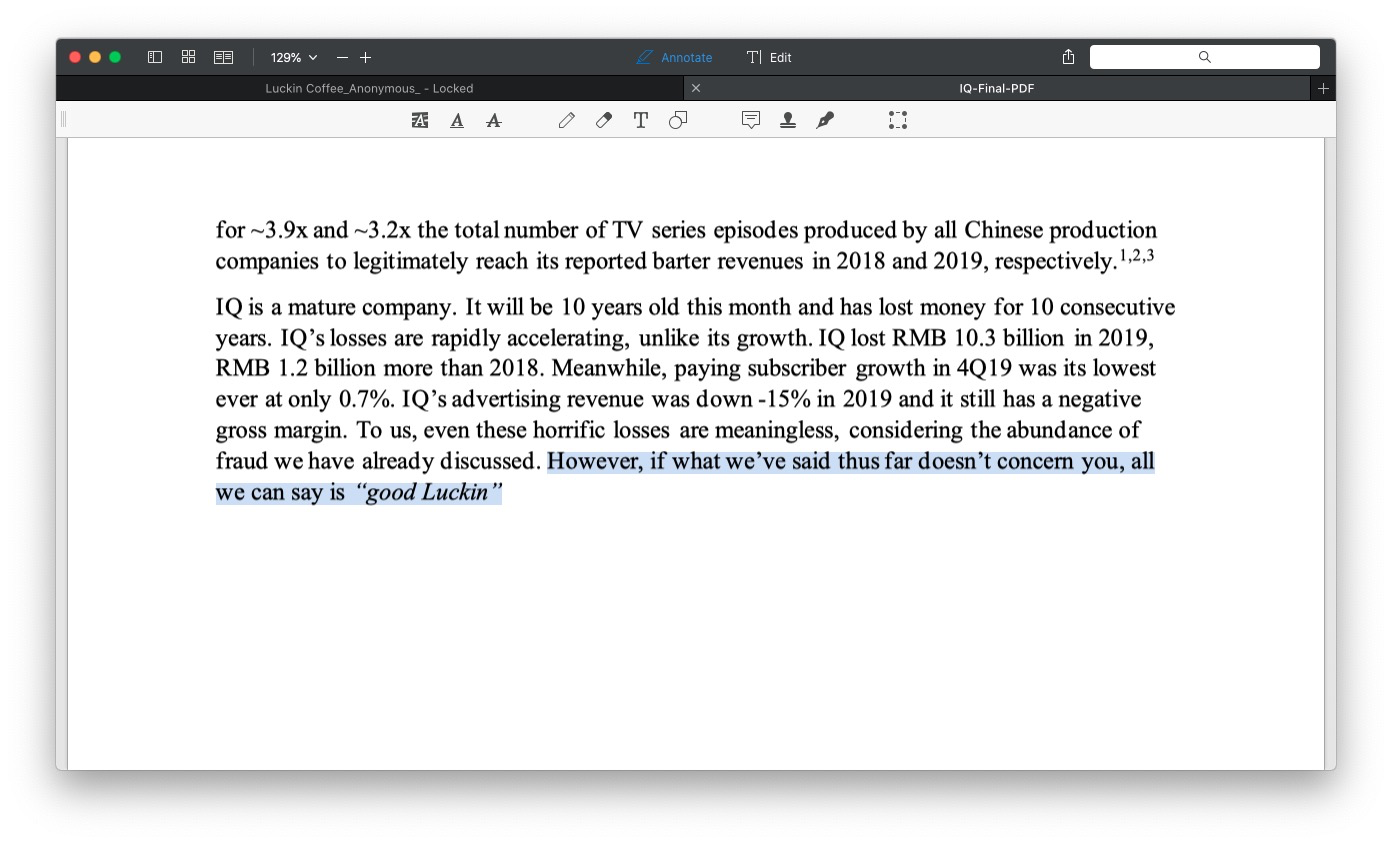 129%
Annotate
Edit
Luckin Coffee_Anonymous_ - Locked
IQ-Final-PDF
for ~3.9x and ~3.2x the total number of TV series episodes produced by all Chinese production
companies to legitimately reach its reported barter revenues in 2018 and 2019, respectively.1,2,3
IQ is a mature company. It will be 10 years old this month and has lost money for 10 consecutive
years. IQ’s losses are rapidly accelerating, unlike its growth. IQ lost RMB 10.3 billion in 2019,
RMB 1.2 billion more than 2018. Meanwhile, paying subscriber growth in 4Q19 was its lowest
ever at only 0.7%. IQ’s advertising revenue was down -15% in 2019 and it still has a negative
gross margin. To us, even these horrific losses are meaningless, considering the abundance of
fraud we have already discussed. However, if what we’ve said thus far doesn’t concern you, all
we can say is “good Luckin”